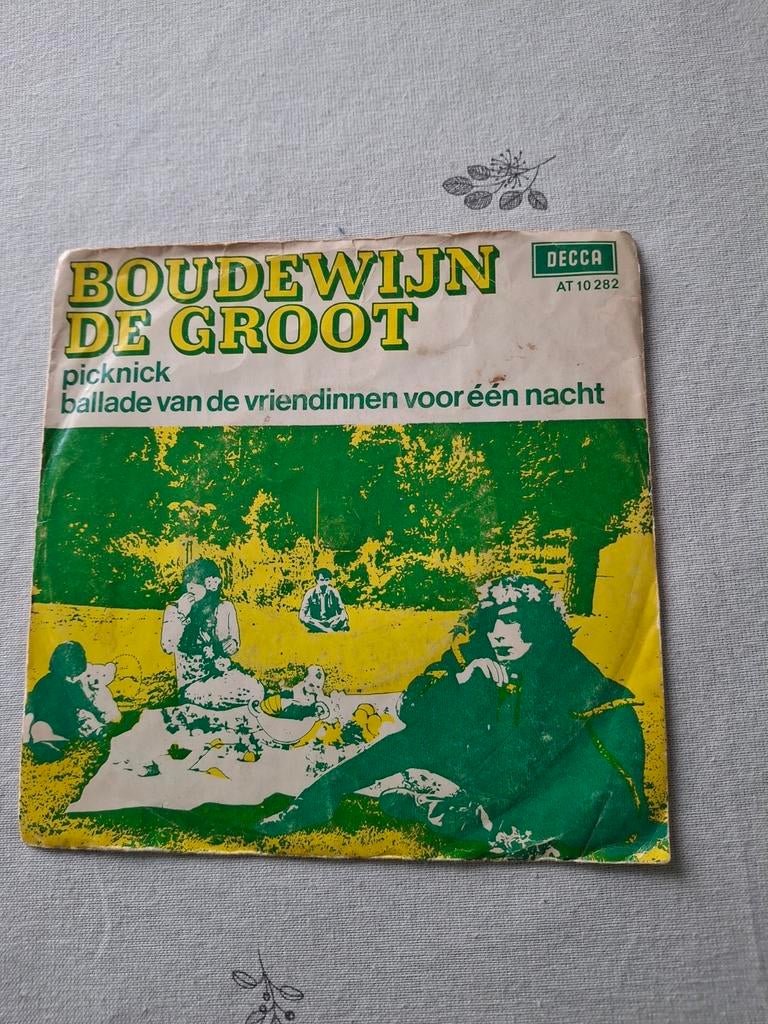 BOUDEWIJN
DE GROOT
DECCA
AT 10 282
picknick
ballade van de vriendinnen voor één nacht